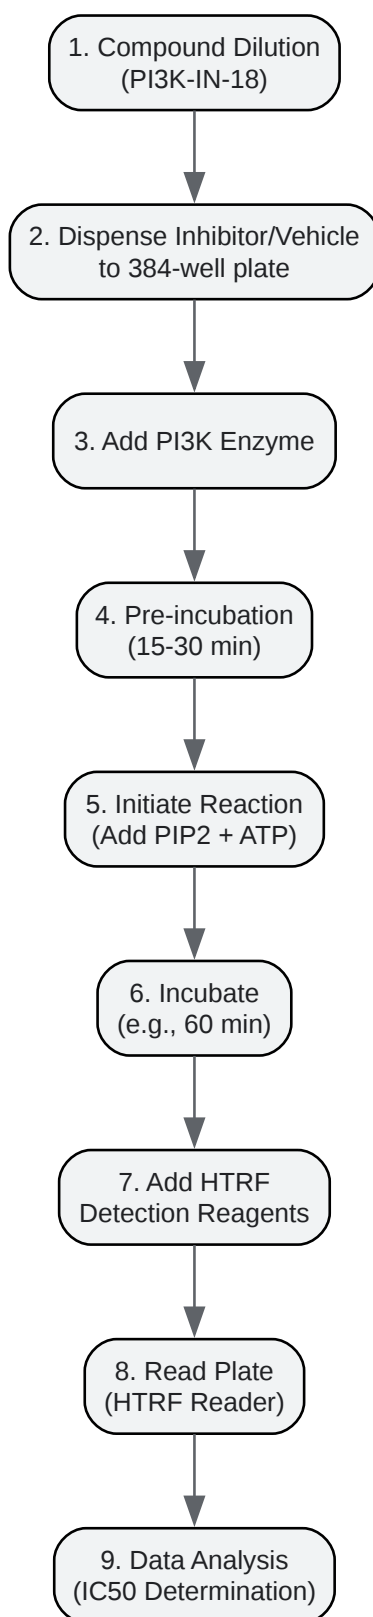 1. Compound Dilution
(PI3K-IN-18)
2. Dispense Inhibitor/Vehicle
to 384-well plate
3. Add PI3K Enzyme
4. Pre-incubation
(15-30 min)
5. Initiate Reaction
(Add PIP2 + ATP)
6. Incubate
(e.g., 60 min)
7. Add HTRF
Detection Reagents
8. Read Plate
(HTRF Reader)
9. Data Analysis
(IC50 Determination)